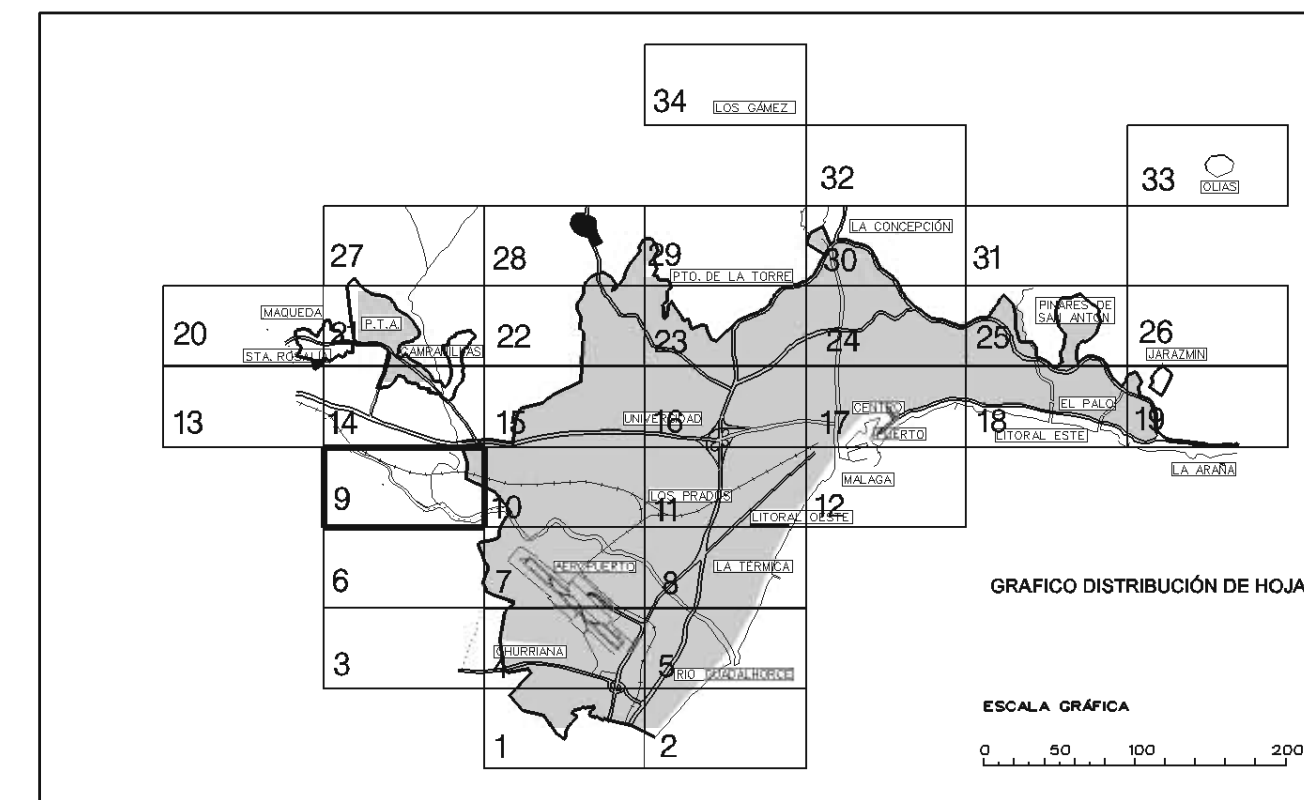 34 LOS GÁMEZ
32
33 OLIAS
LA CONCEPCIÓN
27 28 29 30 31
PTO. DE LA TORRE
MAQUEDA
P.T.A.
PINARES DE
SAN ANTON
20 22 23 24 25 26
STA. ROSALIA
CAMPANILLAS
JARAZMIN
13 14 15 16 17 18 19
UNIVERSIDAD
CENTRO
PUERTO
EL PALO
LITORAL ESTE
LA ARAÑA
MALAGA
9 10 11 12
LOS PRADOS
LITORAL OESTE
6 7 8
AEROPUERTO
LA TÉRMICA
GRAFICO DISTRIBUCIÓN DE HOJA
3 5
CHURRIANA
RIO GUADALHORCE
1 2
ESCALA GRÁFICA
0 50 100 200